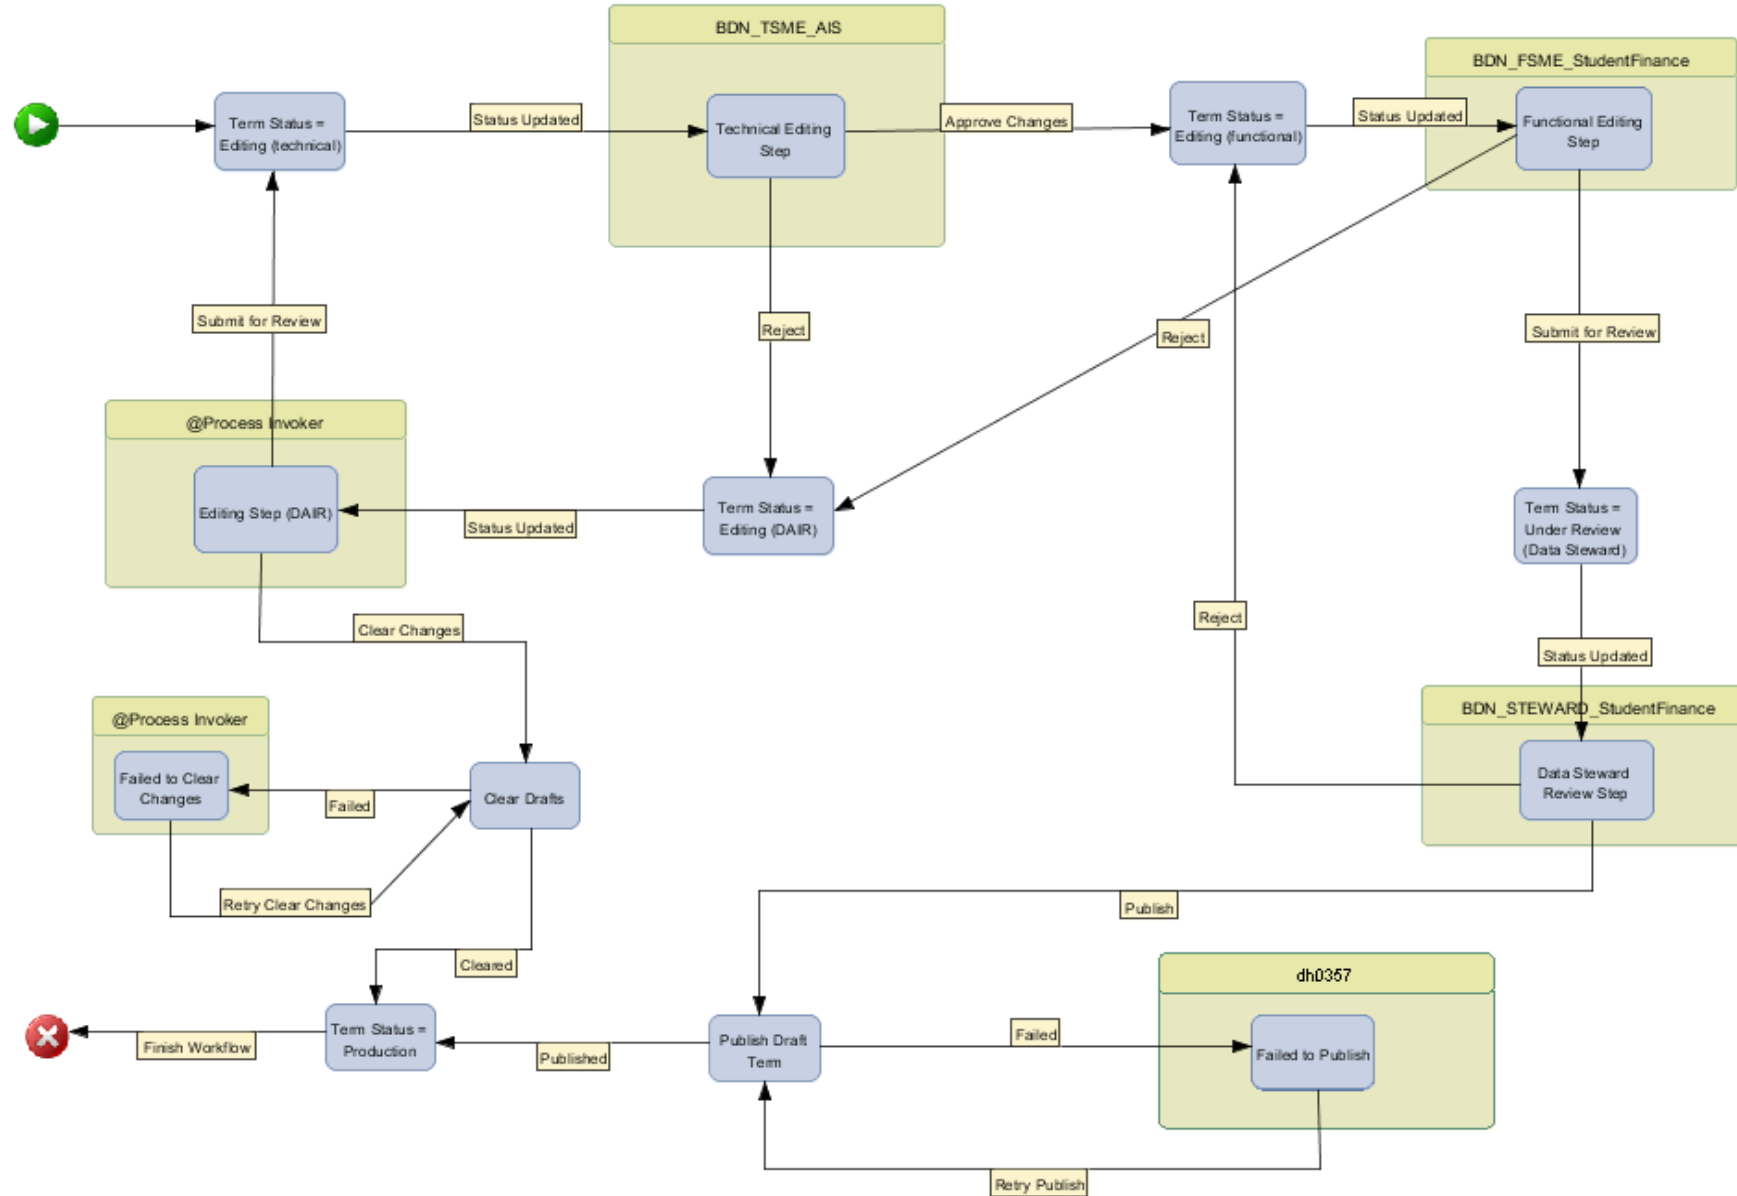 BDN_TSME_AIS
BDN_FSME_StudentFinance
Term Status =
Editing (technical)
Status Updated
Technical Editing
Step
Approve Changes
Term Status =
Editing (functional)
Status Updated
Functional Editing
Step
Submit for Review
Reject
Reject
Submit for Review
@Process Invoker
Editing Step (DAIR)
Status Updated
Term Status =
Editing (DAIR)
Term Status =
Under Review
(Data Steward)
Clear Changes
Reject
Status Updated
@Process Invoker
Failed to Clear
Changes
Failed
Clear Drafts
BDN_STEWARD_StudentFinance
Data Steward
Review Step
Retry Clear Changes
Publish
Cleared
dh0357
Finish Workflow
Term Status =
Production
Published
Publish Draft
Term
Failed
Failed to Publish
Retry Publish